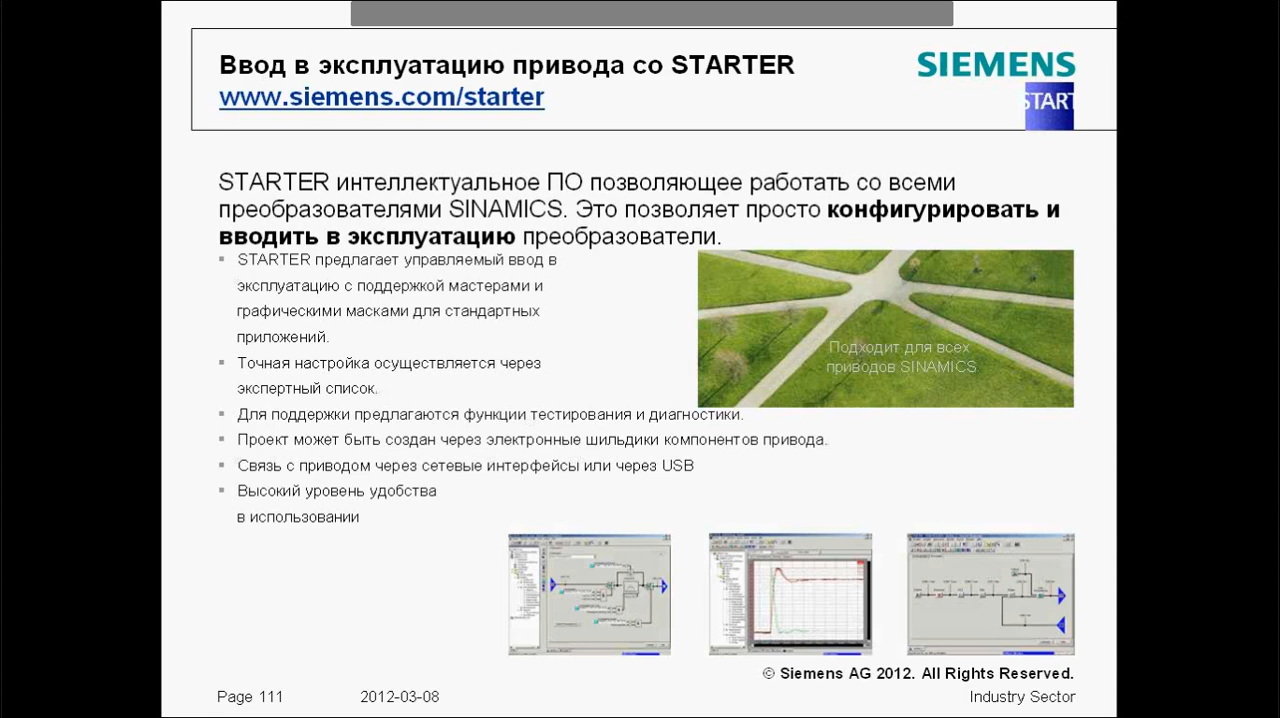 Ввод в эксплуатацию привода со STARTER
www.siemens.com/starter
SIEMENS
START
STARTER интеллектуальное ПО позволяющее работать со всеми
преобразователями SINAMICS. Это позволяет просто конфигурировать и
вводить в эксплуатацию преобразователи.
▪ STARTER предлагает управляемый ввод в
эксплуатацию с поддержкой мастерами и
графическими масками для стандартных
приложений.
▪ Точная настройка осуществляется через
экспертный список.
Подходит для всех
приводов SINAMICS
▪ Для поддержки предлагаются функции тестирования и диагностики.
▪ Проект может быть создан через электронные шильдики компонентов привода.
▪ Связь с приводом через сетевые интерфейсы или через USB
▪ Высокий уровень удобства
в использовании
© Siemens AG 2012. All Rights Reserved.
Page 111 2012-03-08 Industry Sector